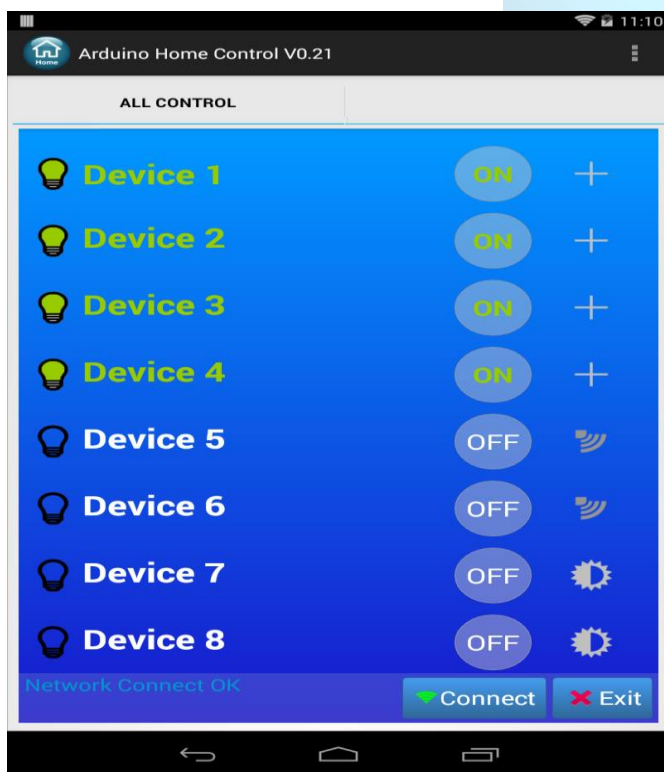 11:10
Home
Arduino Home Control V0.21
ALL CONTROL
Device 1 ON
Device 2 ON
Device 3 ON
Device 4 ON
Device 5 OFF
Device 6 OFF
Device 7 OFF
Device 8 OFF
Network Connect OK
Connect Exit